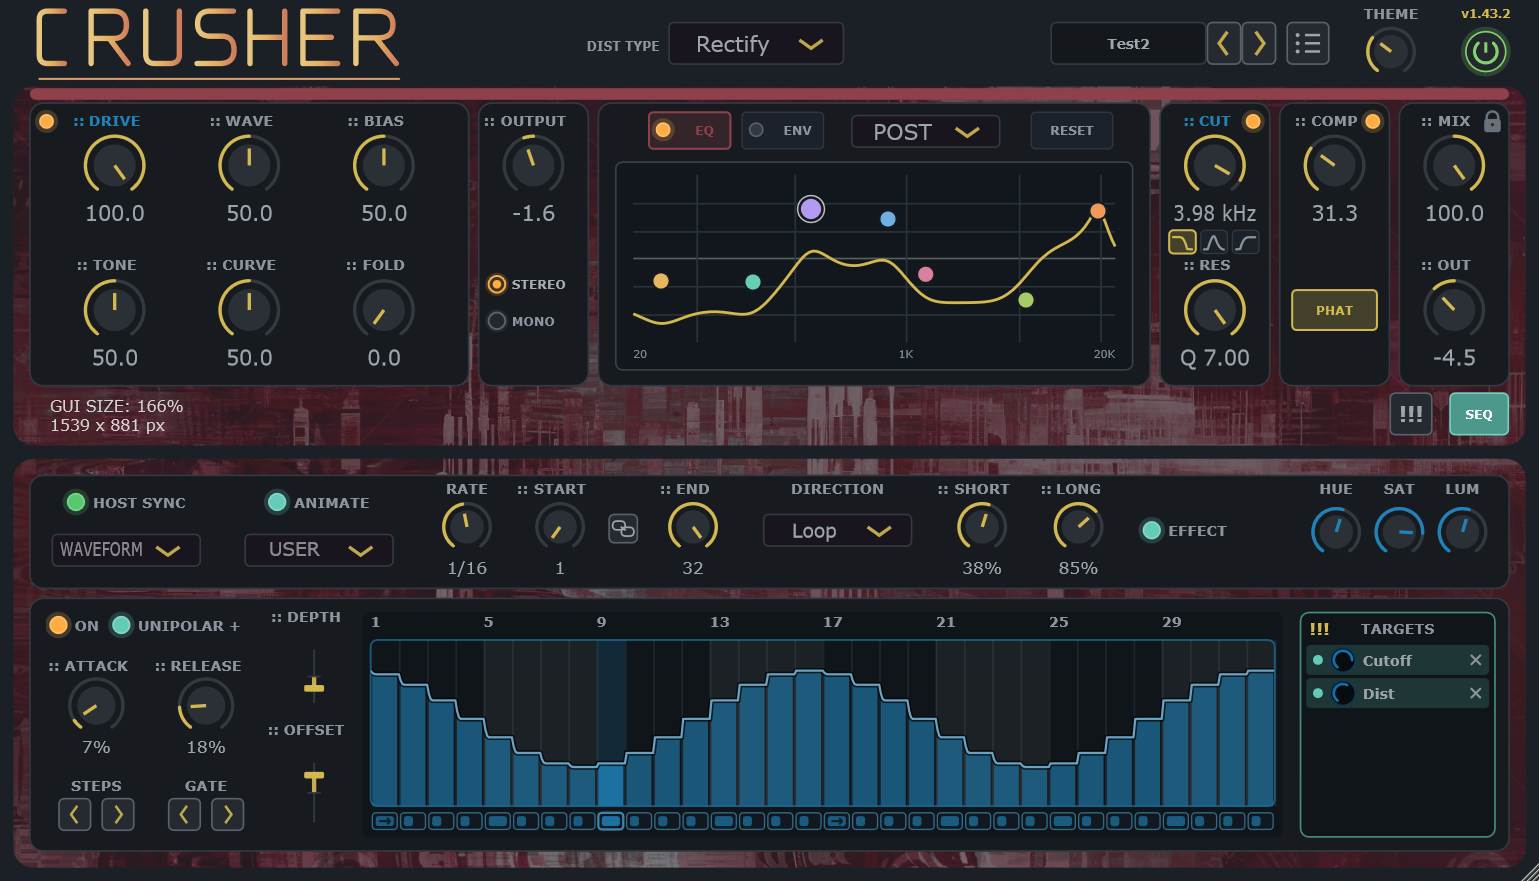 CRUSHER
DIST TYPE Rectify
Test2
THEME
v1.43.2
:: DRIVE
:: WAVE
:: BIAS
100.0
50.0
50.0
:: TONE
:: CURVE
:: FOLD
50.0
50.0
0.0
:: OUTPUT
-1.6
STEREO
MONO
EQ
ENV
POST
RESET
20
1K
20K
:: CUT
3.98 kHz
:: RES
Q 7.00
:: COMP
31.3
PHAT
:: MIX
100.0
:: OUT
-4.5
GUI SIZE: 166%
1539 x 881 px
!!!
SEQ
HOST SYNC
WAVEFORM
ANIMATE
USER
RATE
1/16
:: START
1
:: END
32
DIRECTION
Loop
:: SHORT
38%
:: LONG
85%
EFFECT
HUE
SAT
LUM
ON
UNIPOLAR +
:: ATTACK
7%
:: RELEASE
18%
STEPS
GATE
:: DEPTH
:: OFFSET
1 5 9 13 17 21 25 29
!!! TARGETS
Cutoff
Dist